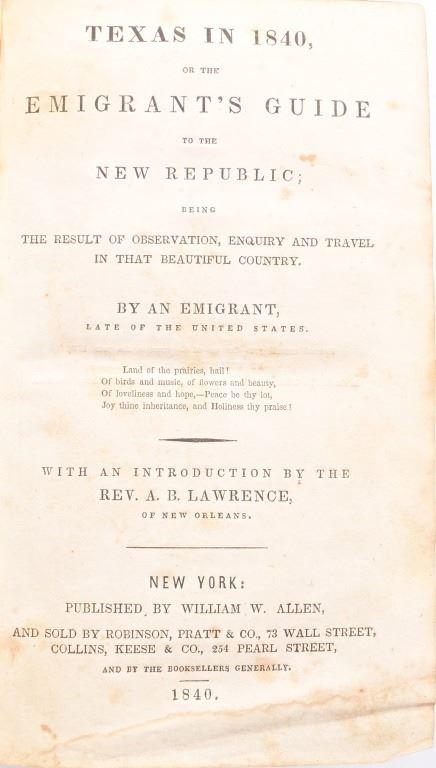 TEXAS IN 1840,
OR THE
EMIGRANT'S GUIDE
TO THE
NEW REPUBLIC;
BEING
THE RESULT OF OBSERVATION, ENQUIRY AND TRAVEL
IN THAT BEAUTIFUL COUNTRY.
BY AN EMIGRANT,
LATE OF THE UNITED STATES.
Land of the prairies, hail!
Of birds and music, of flowers and beauty,
Of loveliness and hope,—Peace be thy lot,
Joy thine inheritance, and Holiness thy praise!
WITH AN INTRODUCTION BY THE
REV. A. B. LAWRENCE,
OF NEW ORLEANS.
NEW YORK:
PUBLISHED BY WILLIAM W. ALLEN,
AND SOLD BY ROBINSON, PRATT & CO., 73 WALL STREET,
COLLINS, KEESE & CO., 254 PEARL STREET,
AND BY THE BOOKSELLERS GENERALLY.
1840.